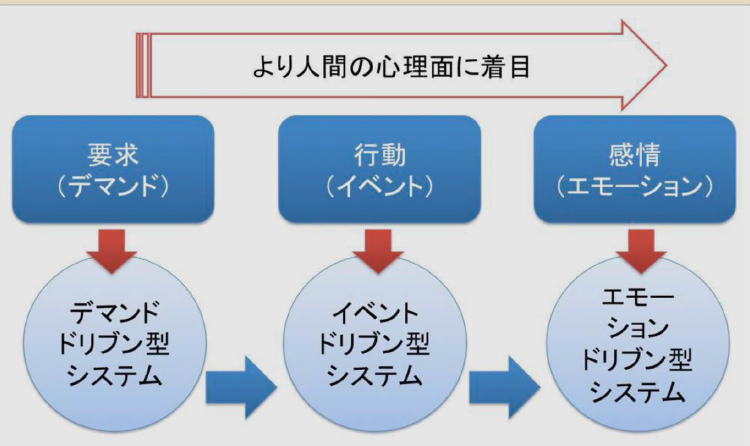 より人間の心理面に着目
要求
（デマンド）
行動
（イベント）
感情
（エモーション）
デマンド
ドリブン型
システム
イベント
ドリブン型
システム
エモー
ション
ドリブン型
システム